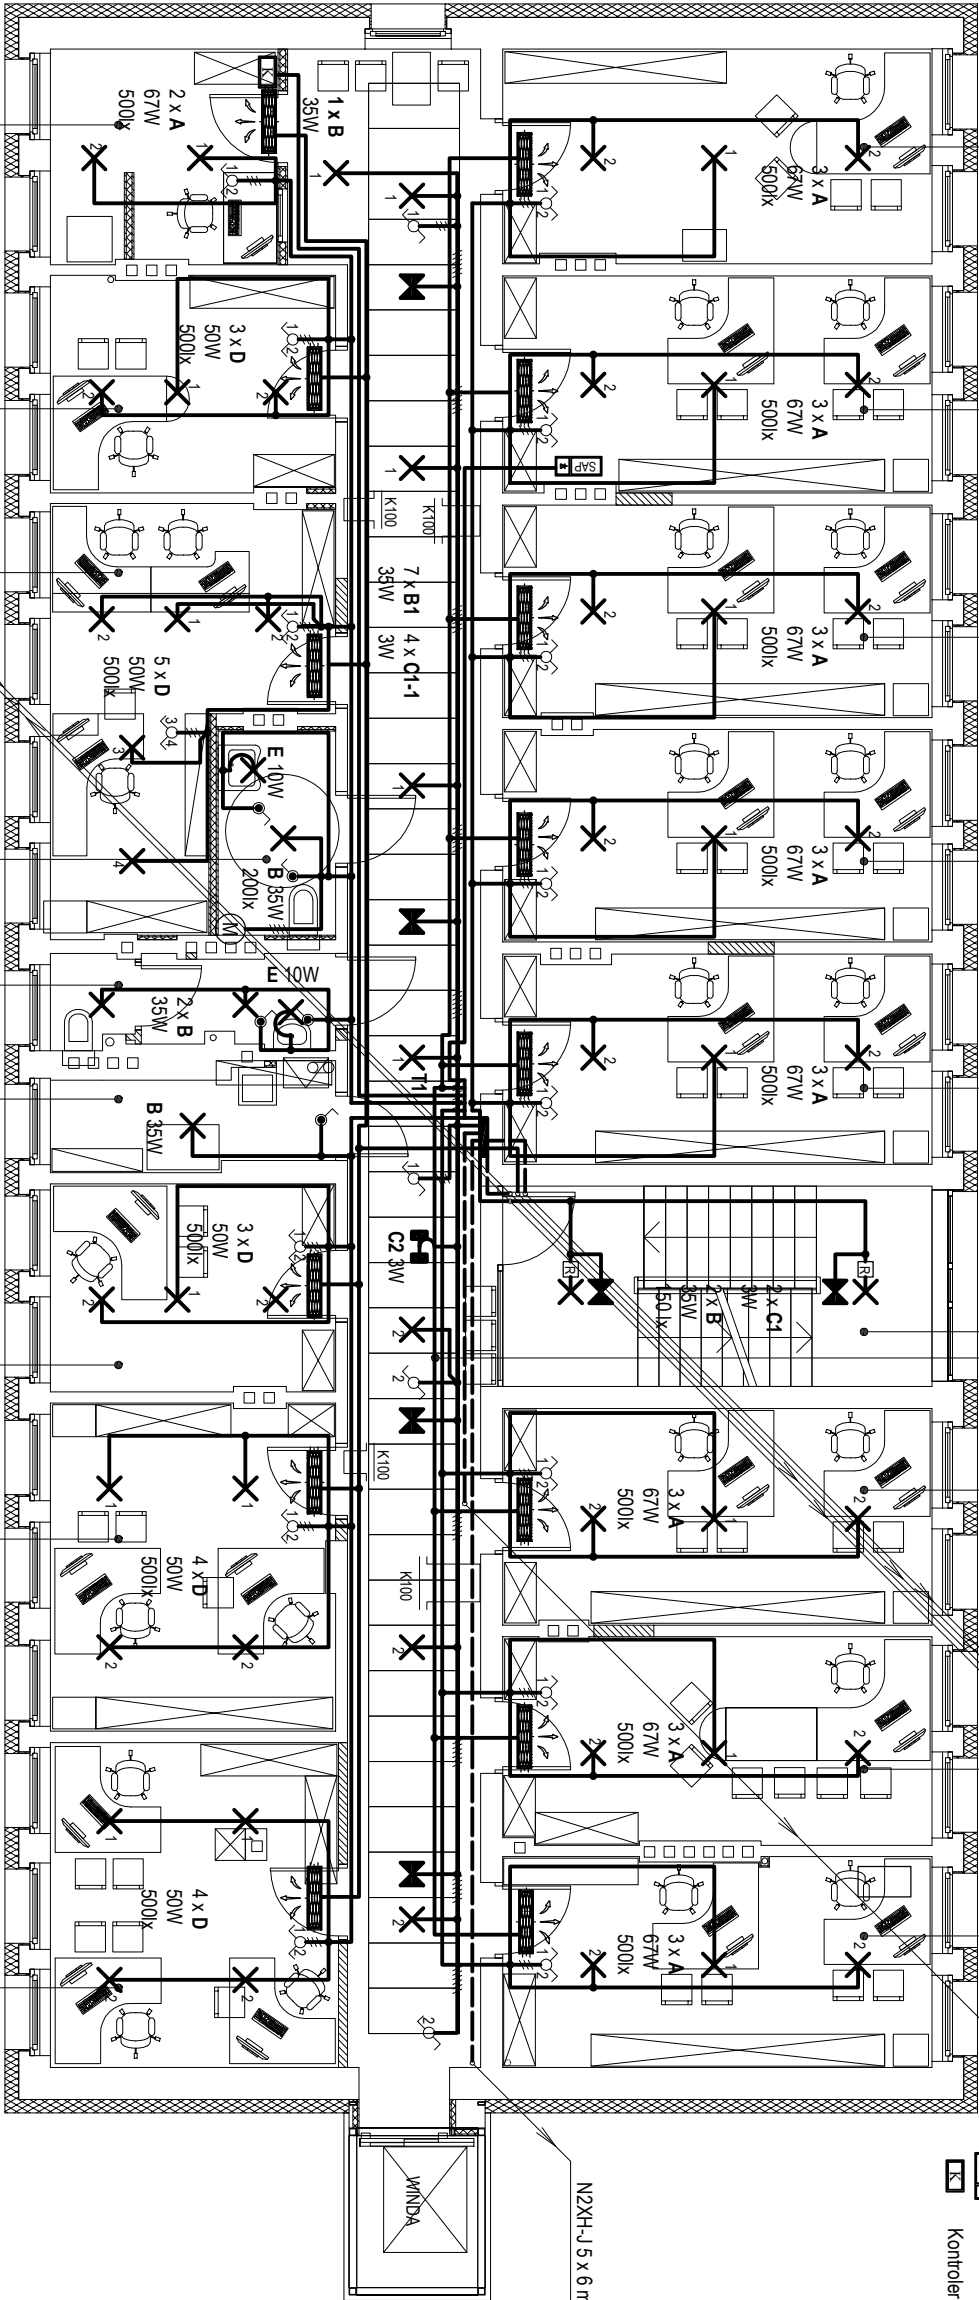 2 x A
67W
500lx
K
1 x B
35W
3 x A
67W
500lx
3 x D
50W
500lx
3 x A
67W
500lx
SAP
K100
K100
7 x B1
35W
4 x C1-1
3W
3 x A
67W
500lx
5 x D
50W
500lx
E 10W
B 35W
200lx
M
3 x A
67W
500lx
E 10W
2 x B
35W
3 x A
67W
500lx
T1
B 35W
3 x D
50W
500lx
C2 3W
R
R
2 x C1
3W
2 x B
35W
150 lx
K100
3 x A
67W
500lx
4 x D
50W
500lx
K100
3 x A
67W
500lx
4 x D
50W
500lx
3 x A
67W
500lx
WINDA
N2XH-J 5 x 6 m
K
Kontroler